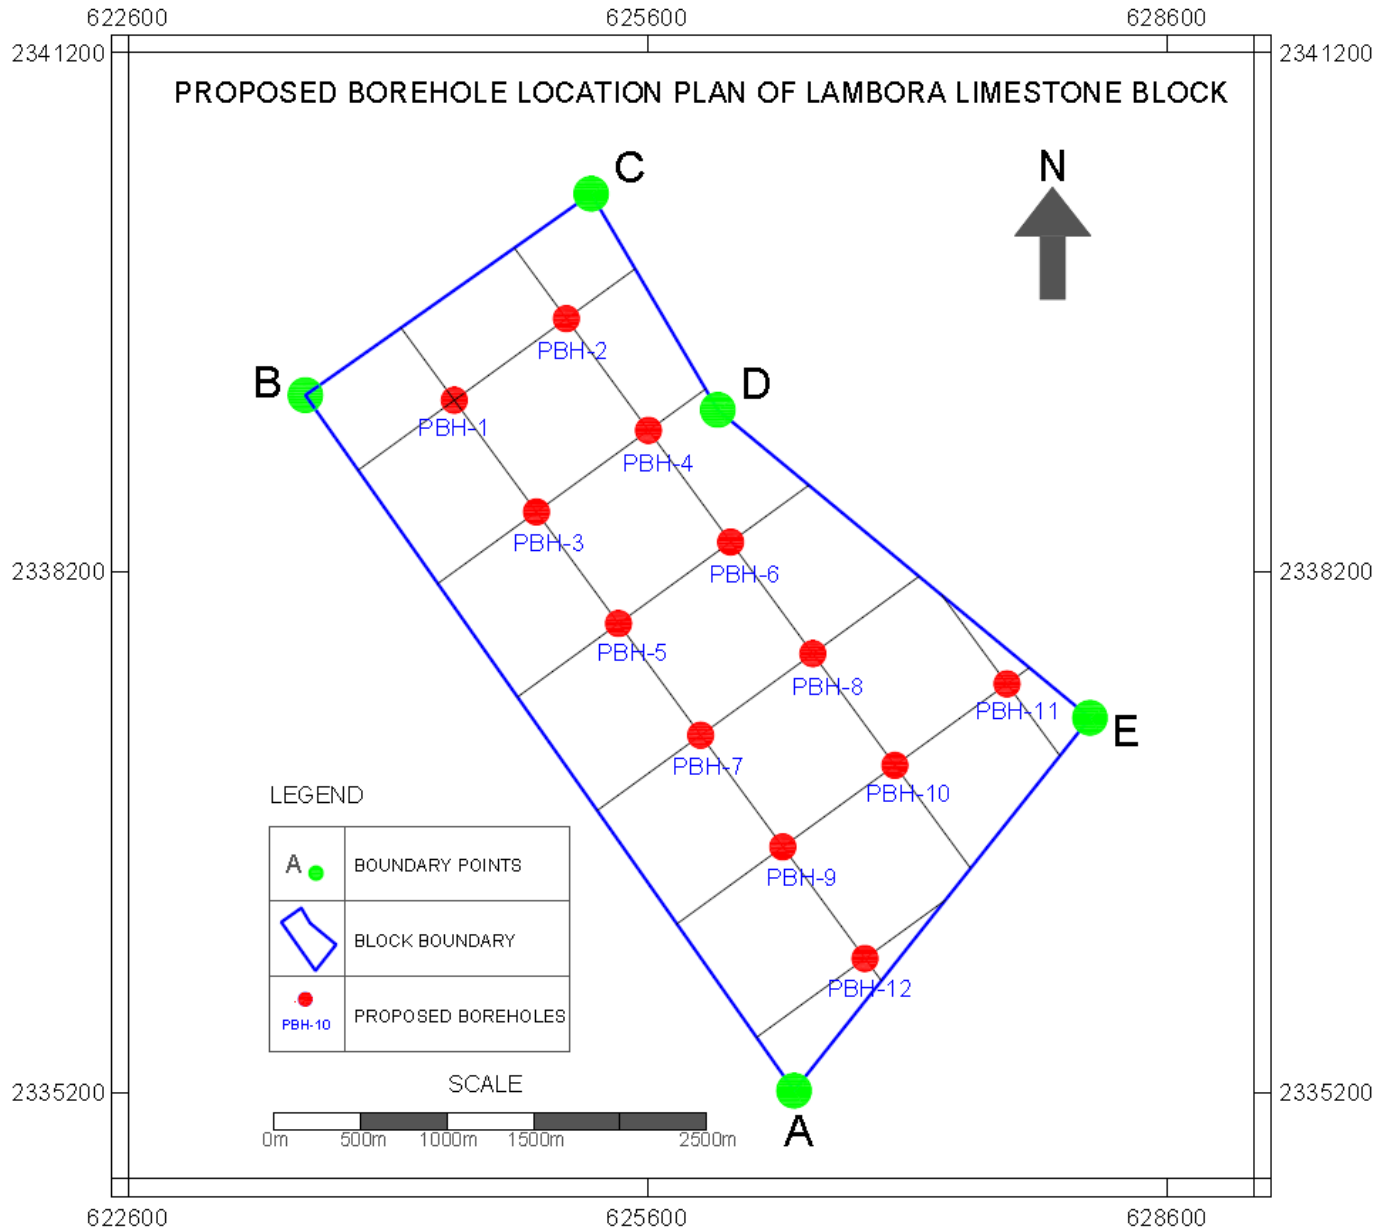 622600 625600 628600
2341200 2341200
PROPOSED BOREHOLE LOCATION PLAN OF LAMBORA LIMESTONE BLOCK
C
N
PBH-2
B
D
PBH-1
PBH-4
PBH-3
2338200 2338200
PBH-6
PBH-5
PBH-8
PBH-11
E
PBH-7
PBH-10
LEGEND
A BOUNDARY POINTS
PBH-9
BLOCK BOUNDARY
PBH-12
PBH-10 PROPOSED BOREHOLES
SCALE
2335200 2335200
0m 500m 1000m 1500m 2500m
A
622600 625600 628600